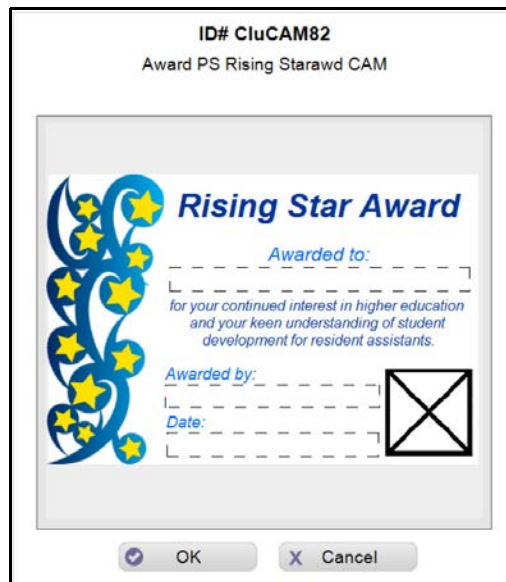 ID# CluCAM82
Award PS Rising Starawd CAM
Rising Star Award
Awarded to:
for your continued interest in higher education
and your keen understanding of student
development for resident assistants.
Awarded by:
Date:
OK
X Cancel